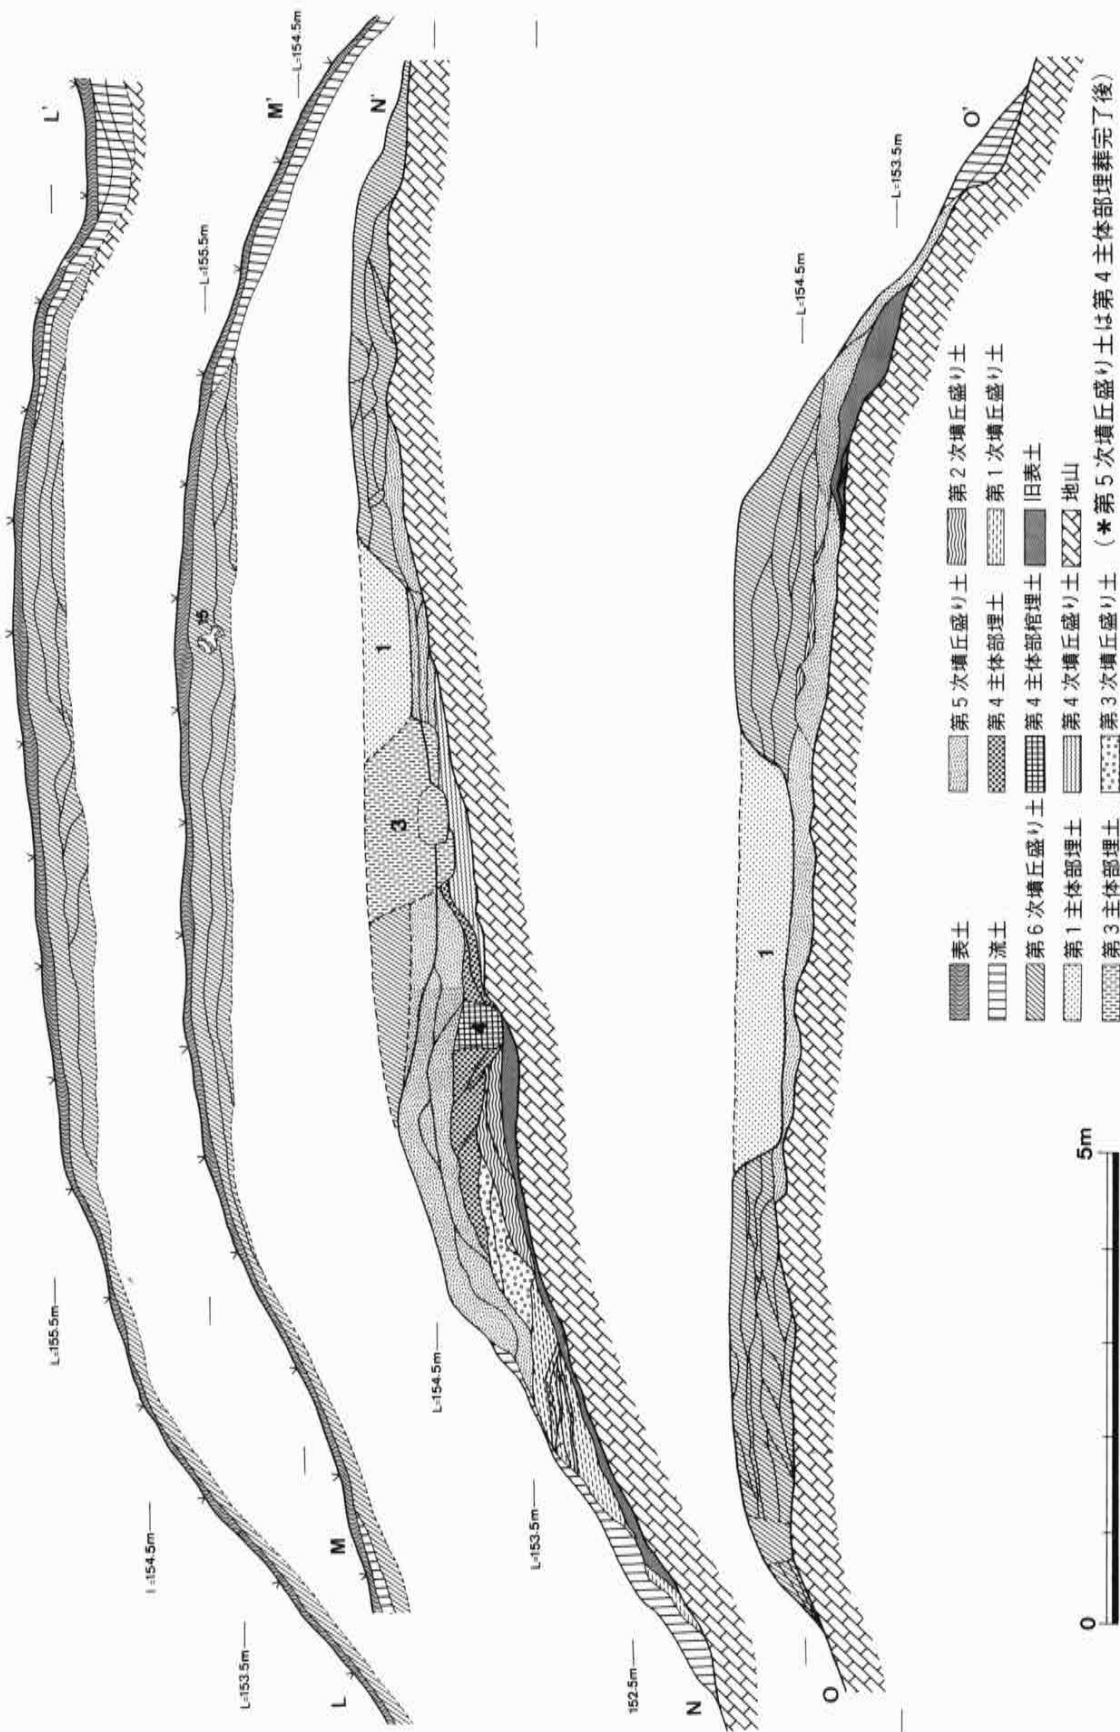 L'
L=155.5m
L=154.5m
L=153.5m
L
M'
L=154.5m
L=155.5m
15
M
N'
1
3
4
L=154.5m
L=153.5m
152.5m
N
O'
L=153.5m
L=154.5m
1
O
表土
流土
第6次墳丘盛り土
第1主体部埋土
第3主体部埋土
第5次墳丘盛り土
第4主体部埋土
第4主体部棺埋土
第4次墳丘盛り土
第3次墳丘盛り土
第2次墳丘盛り土
第1次墳丘盛り土
旧表土
地山
(*第5次墳丘盛り土は第4主体部埋葬完了後)
0 5m